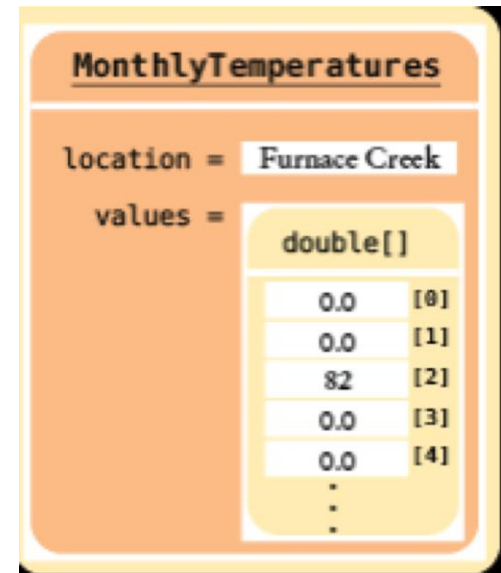 MonthlyTemperatures
location = Furnace Creek
values =
double[]
0.0 [0]
0.0 [1]
82 [2]
0.0 [3]
0.0 [4]